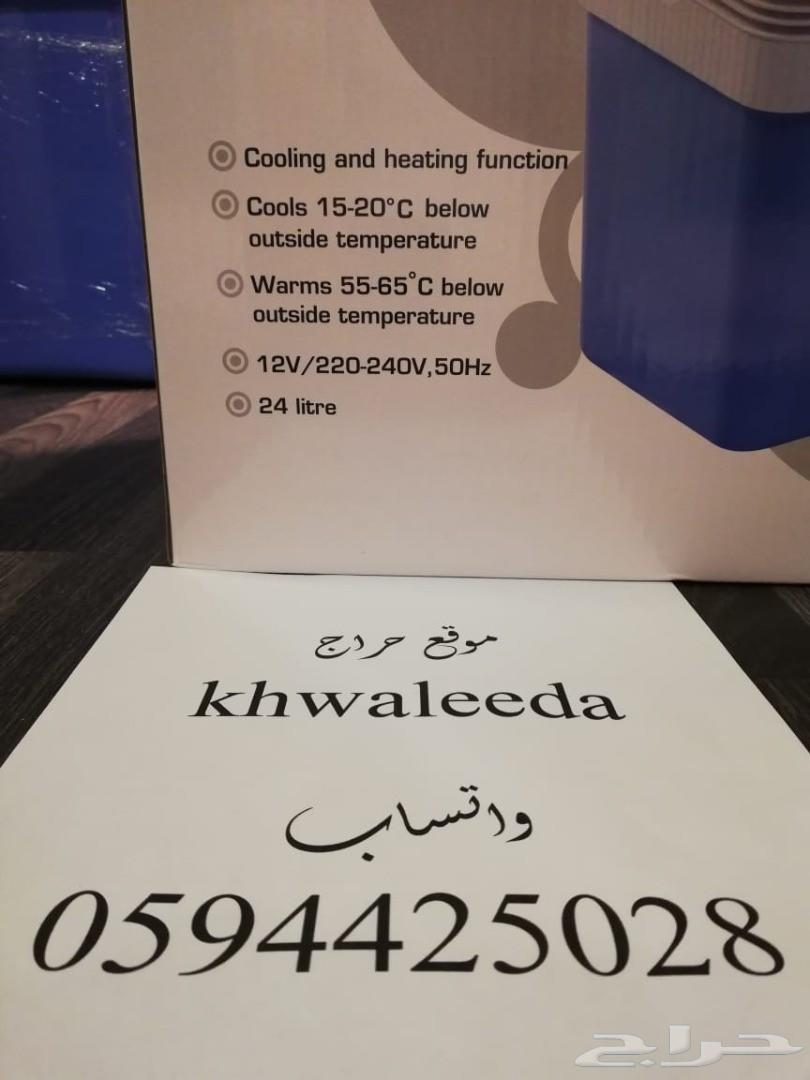 Cooling and heating function
Cools 15-20°C below
outside temperature
Warms 55-65°C below
outside temperature
12V/220-240V,50Hz
24 litre
موقع حراج
khwaleeda
واتساب
0594425028
حراج